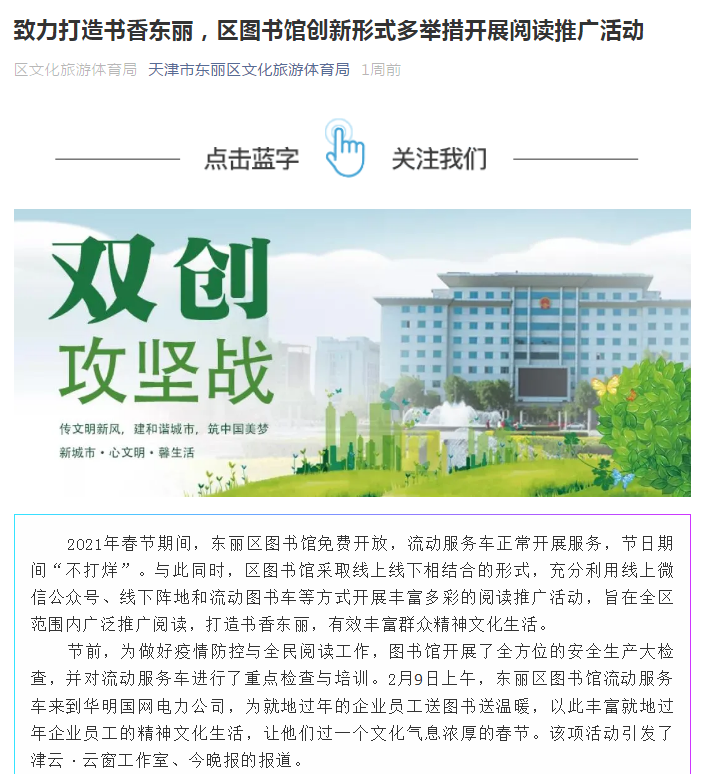 致力打造书香东丽，区图书馆创新形式多举措开展阅读推广活动
区文化旅游体育局 天津市东丽区文化旅游体育局 1周前
点击蓝字 关注我们
双创
攻坚战
传文明新风，建和谐城市，筑中国美梦
新城市·心文明·馨生活
2021年春节期间，东丽区图书馆免费开放，流动服务车正常开展服务，节日期
间“不打烊”。与此同时，区图书馆采取线上线下相结合的形式，充分利用线上微
信公众号、线下阵地和流动图书车等方式开展丰富多彩的阅读推广活动，旨在全区
范围内广泛推广阅读，打造书香东丽，有效丰富群众精神文化生活。
节前，为做好疫情防控与全民阅读工作，图书馆开展了全方位的安全生产大检
查，并对流动服务车进行了重点检查与培训。2月9日上午，东丽区图书馆流动服务
车来到华明国网电力公司，为就地过年的企业员工送图书送温暖，以此丰富就地过
年企业员工的精神文化生活，让他们过一个文化气息浓厚的春节。该项活动引发了
津云·云窗工作室、今晚报的报道。